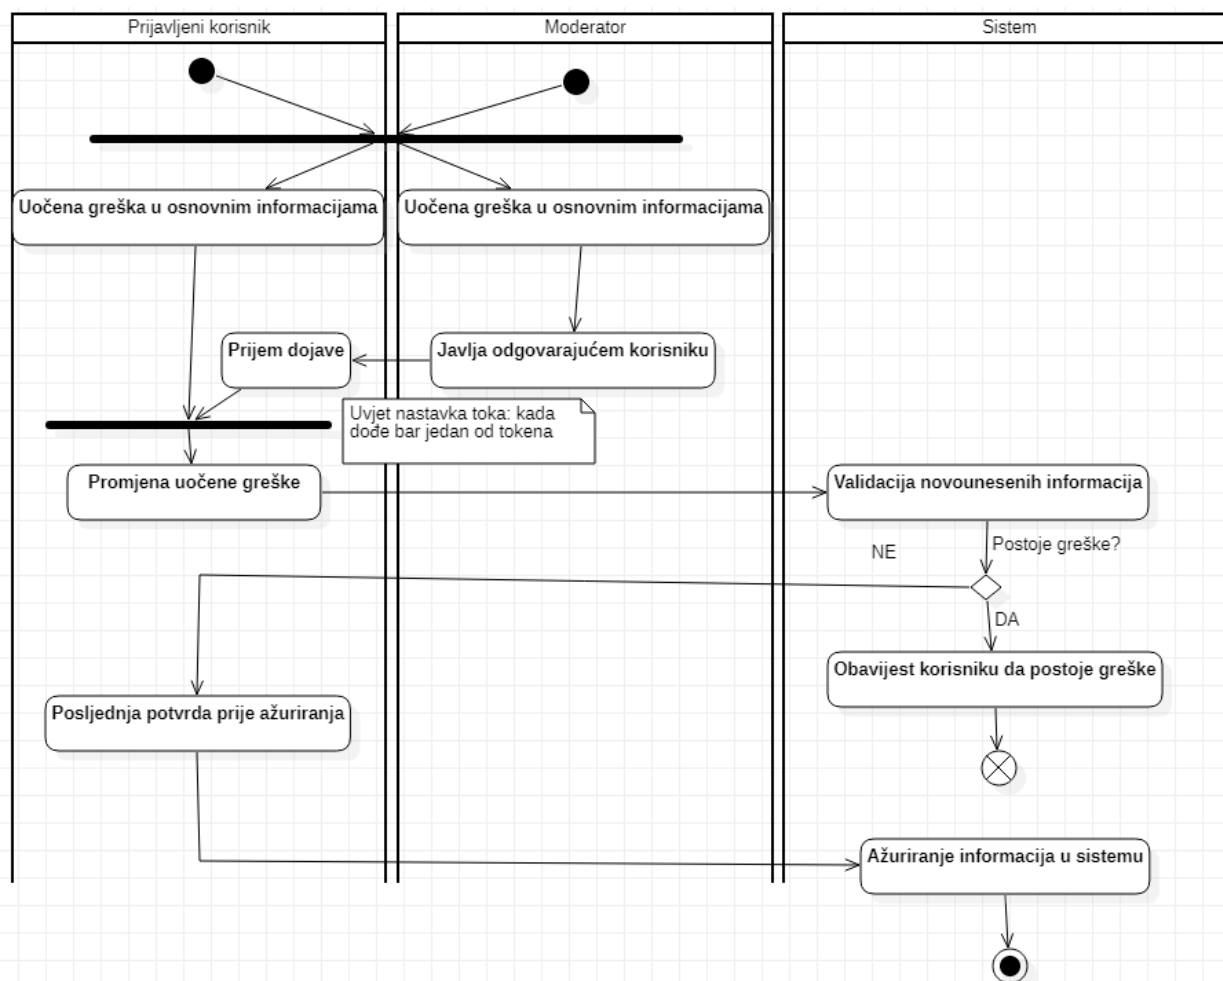 Prijavljeni korisnik
Moderator
Sistem
Uočena greška u osnovnim informacijama
Uočena greška u osnovnim informacijama
Prijem dojave
Javlja odgovarajućem korisniku
Uvjet nastavka toka: kada
dođe bar jedan od tokena
Promjena uočene greške
Validacija novounesenih informacija
Postoje greške?
NE
DA
Obavijest korisniku da postoje greške
Posljednja potvrda prije ažuriranja
Ažuriranje informacija u sistemu